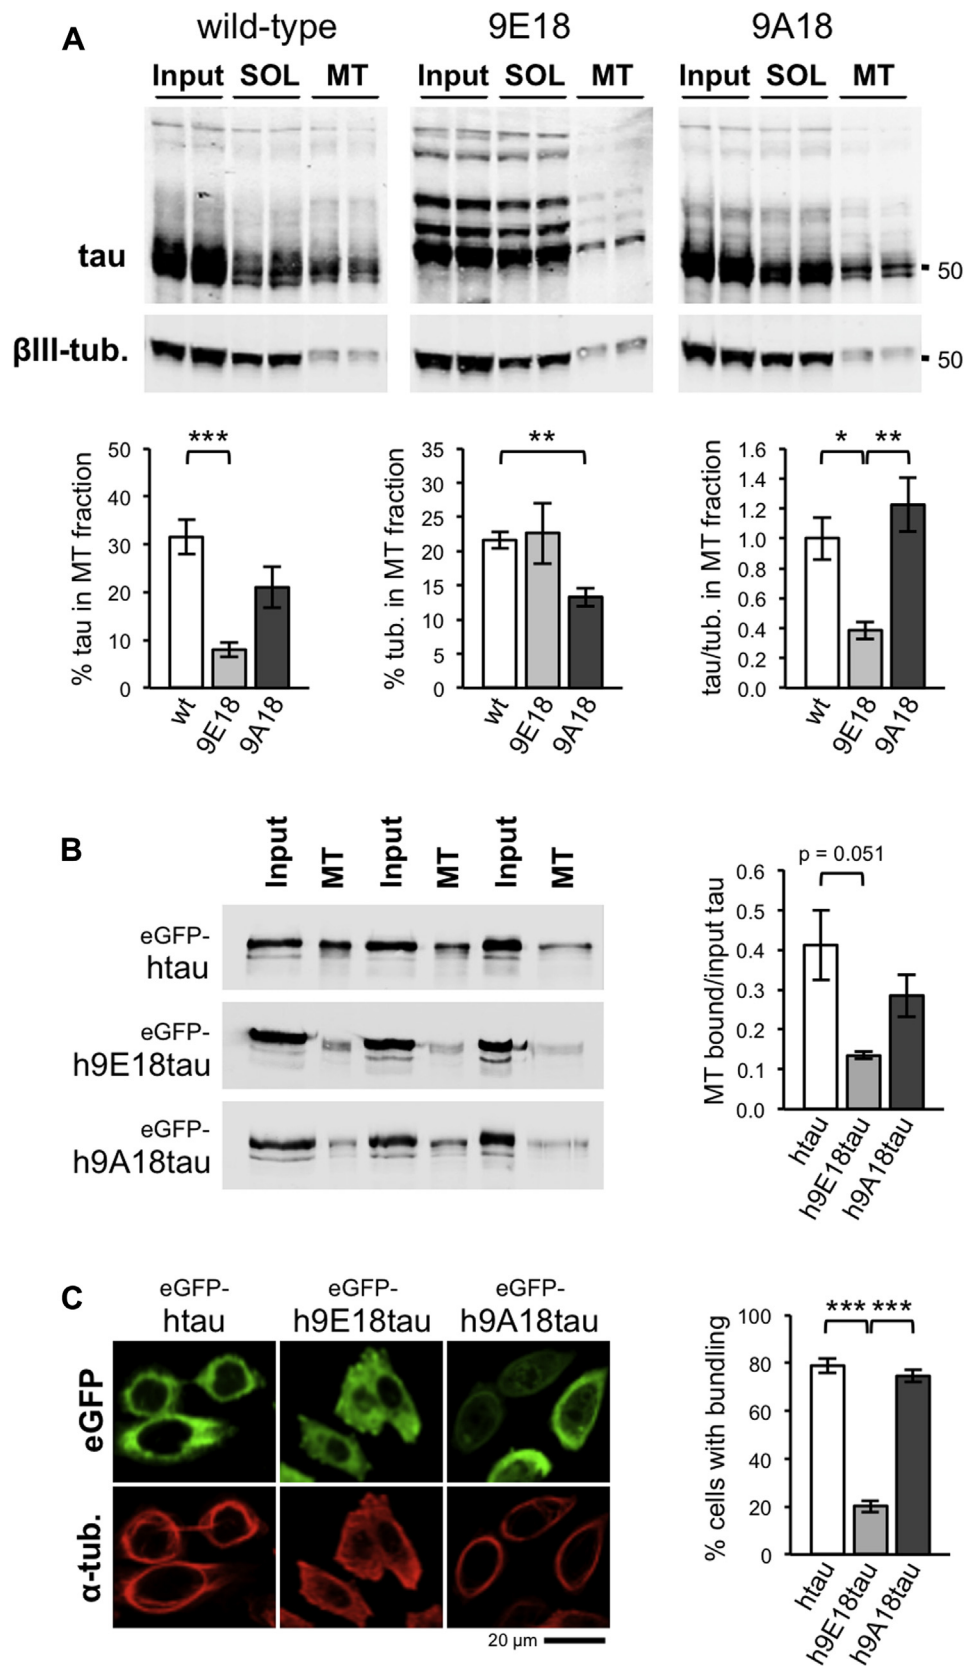 A
wild-type 9E18 9A18
Input SOL MT Input SOL MT Input SOL MT
tau
50
βIII-tub.
50
% tau in MT fraction
50
40
30
20
10
0
***
wt 9E18 9A18
% tub. in MT fraction
35
30
25
20
15
10
5
0
**
wt 9E18 9A18
tau/tub. in MT fraction
1.6
1.4
1.2
1.0
0.8
0.6
0.4
0.2
0.0
* **
wt 9E18 9A18
B
Input MT Input MT Input MT
eGFP-
htau
eGFP-
h9E18tau
eGFP-
h9A18tau
MT bound/input tau
p = 0.051
0.6
0.5
0.4
0.3
0.2
0.1
0.0
htau h9E18tau h9A18tau
C
eGFP-
htau
eGFP-
h9E18tau
eGFP-
h9A18tau
eGFP
α-tub.
20 µm
% cells with bundling
100
80
60
40
20
0
*** ***
htau h9E18tau h9A18tau